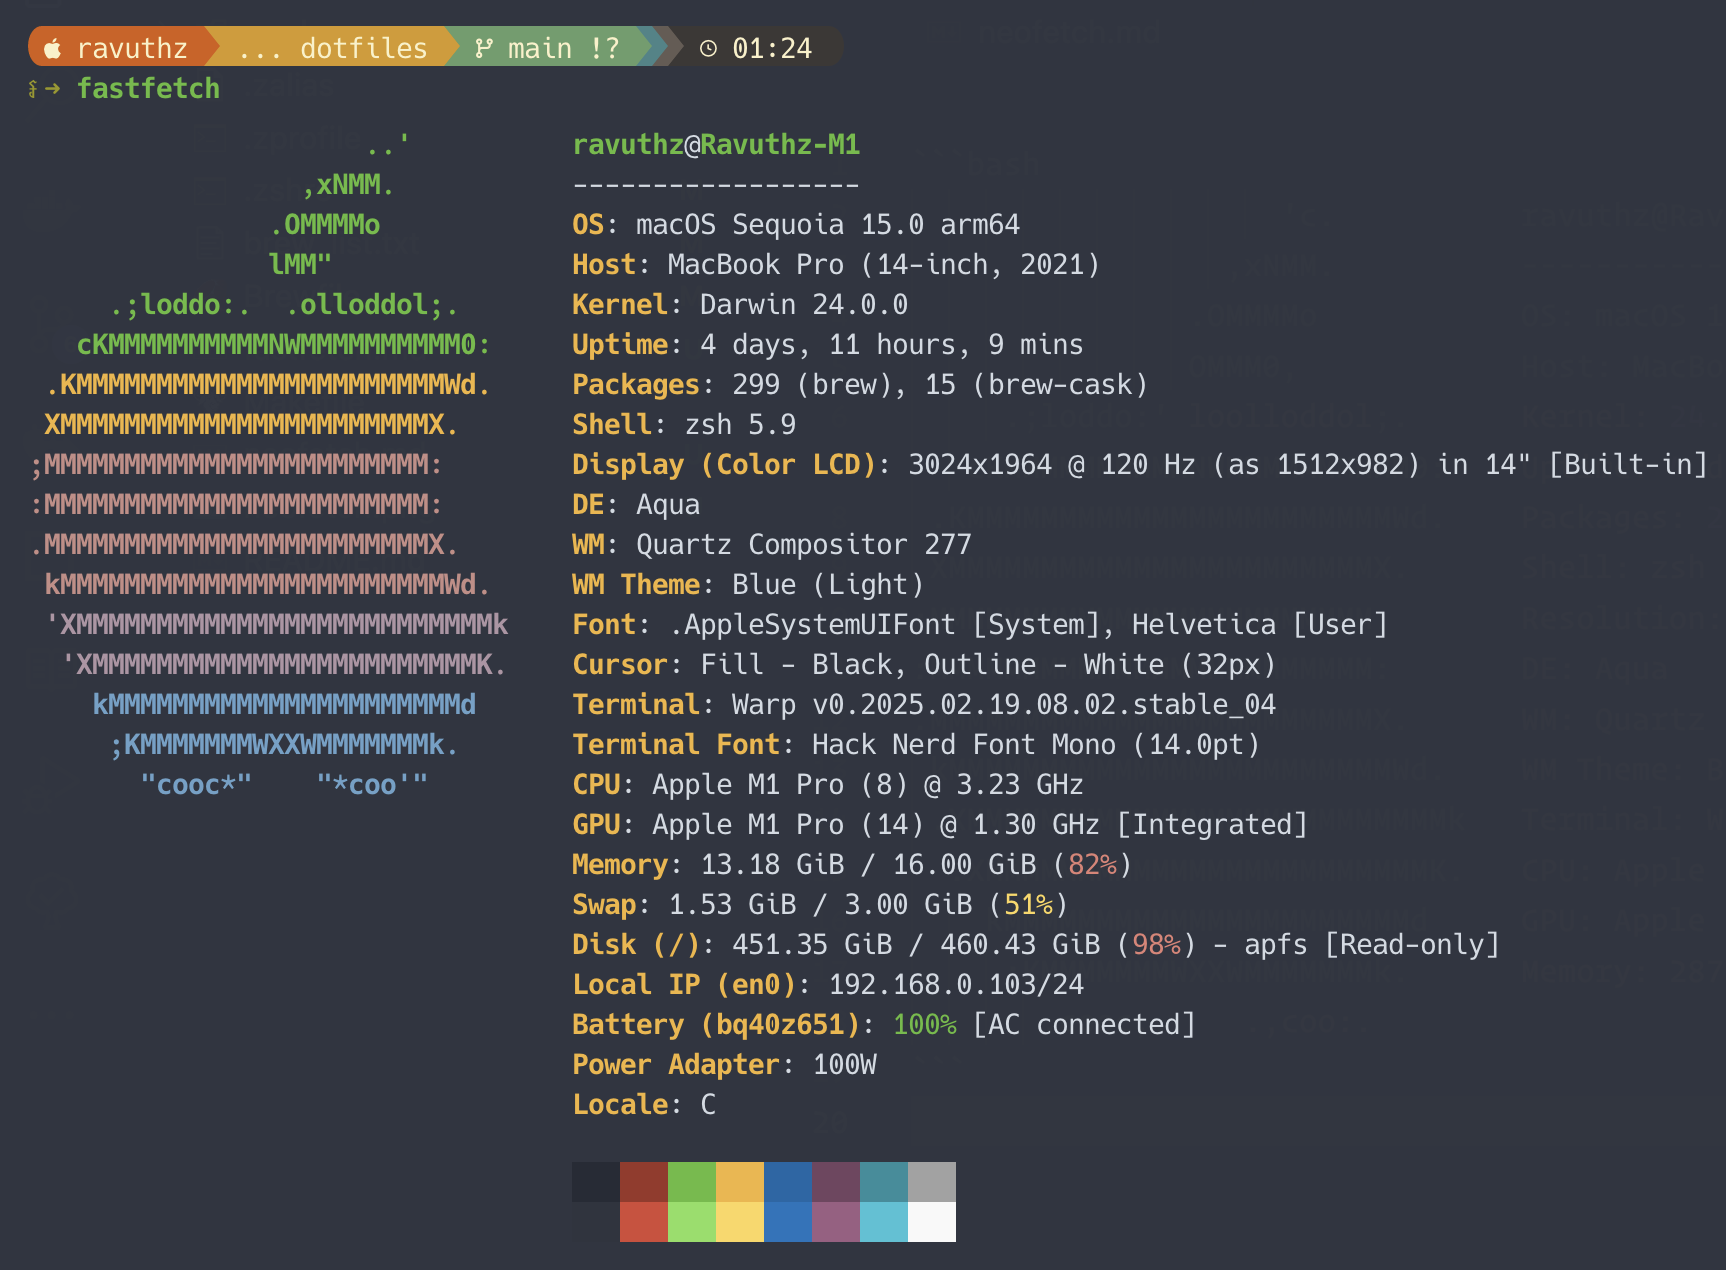 ravuthz ... dotfiles main !? 01:24
➜ fastfetch
..'
,xNMM.
.OMMMMo
lMM"
.;loddo:.  .olloddol;.
cKMMMMMMMMMMNWMMMMMMMMMM0:
.KMMMMMMMMMMMMMMMMMMMMMMMWd.
XMMMMMMMMMMMMMMMMMMMMMMMX.
;MMMMMMMMMMMMMMMMMMMMMMMM:
:MMMMMMMMMMMMMMMMMMMMMMMM:
.MMMMMMMMMMMMMMMMMMMMMMMMX.
kMMMMMMMMMMMMMMMMMMMMMMMMWd.
'XMMMMMMMMMMMMMMMMMMMMMMMMMMk
'XMMMMMMMMMMMMMMMMMMMMMMMMK.
kMMMMMMMMMMMMMMMMMMMMMMd
;KMMMMMMMWXXWMMMMMMMk.
"cooc*"    "*coo'"
ravuthz@Ravuthz-M1
------------------
OS: macOS Sequoia 15.0 arm64
Host: MacBook Pro (14-inch, 2021)
Kernel: Darwin 24.0.0
Uptime: 4 days, 11 hours, 9 mins
Packages: 299 (brew), 15 (brew-cask)
Shell: zsh 5.9
Display (Color LCD): 3024x1964 @ 120 Hz (as 1512x982) in 14" [Built-in]
DE: Aqua
WM: Quartz Compositor 277
WM Theme: Blue (Light)
Font: .AppleSystemUIFont [System], Helvetica [User]
Cursor: Fill - Black, Outline - White (32px)
Terminal: Warp v0.2025.02.19.08.02.stable_04
Terminal Font: Hack Nerd Font Mono (14.0pt)
CPU: Apple M1 Pro (8) @ 3.23 GHz
GPU: Apple M1 Pro (14) @ 1.30 GHz [Integrated]
Memory: 13.18 GiB / 16.00 GiB (82%)
Swap: 1.53 GiB / 3.00 GiB (51%)
Disk (/): 451.35 GiB / 460.43 GiB (98%) - apfs [Read-only]
Local IP (en0): 192.168.0.103/24
Battery (bq40z651): 100% [AC connected]
Power Adapter: 100W
Locale: C